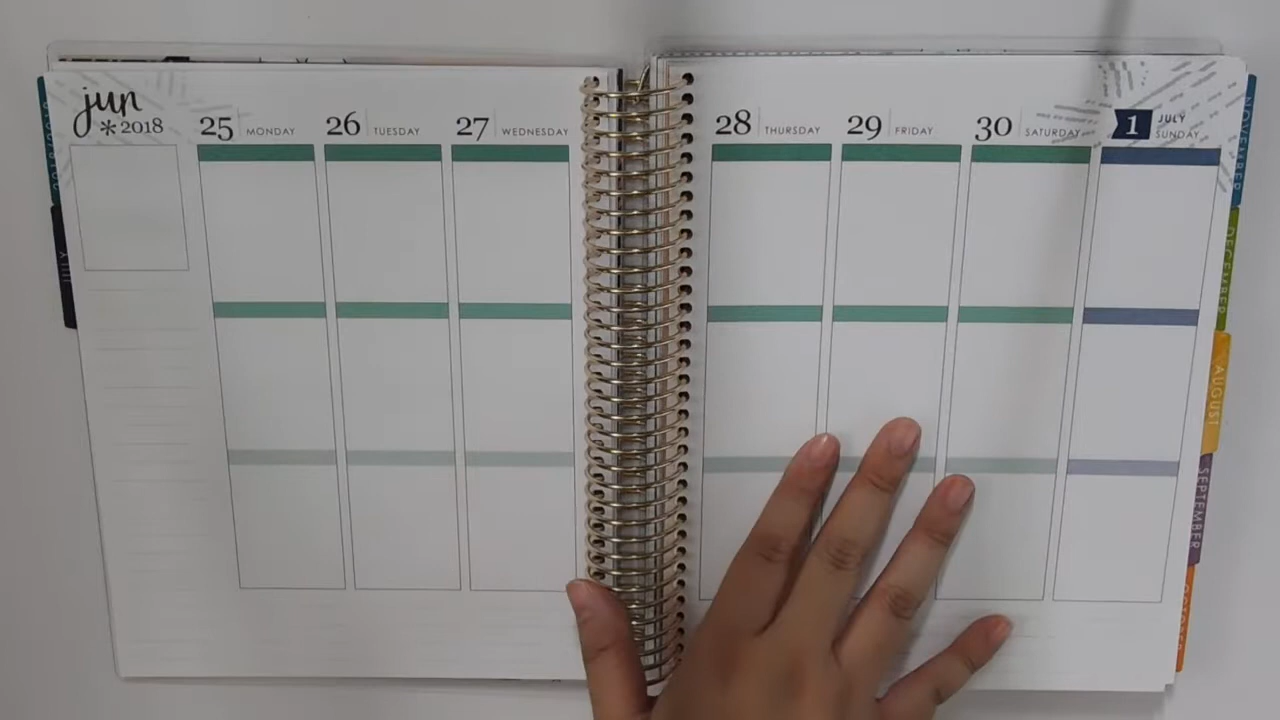 jun
*2018
25 MONDAY
26 TUESDAY
27 WEDNESDAY
28 THURSDAY
29 FRIDAY
30 SATURDAY
1 JULY
SUNDAY
JULY
NOVEMBER
DECEMBER
AUGUST
SEPTEMBER